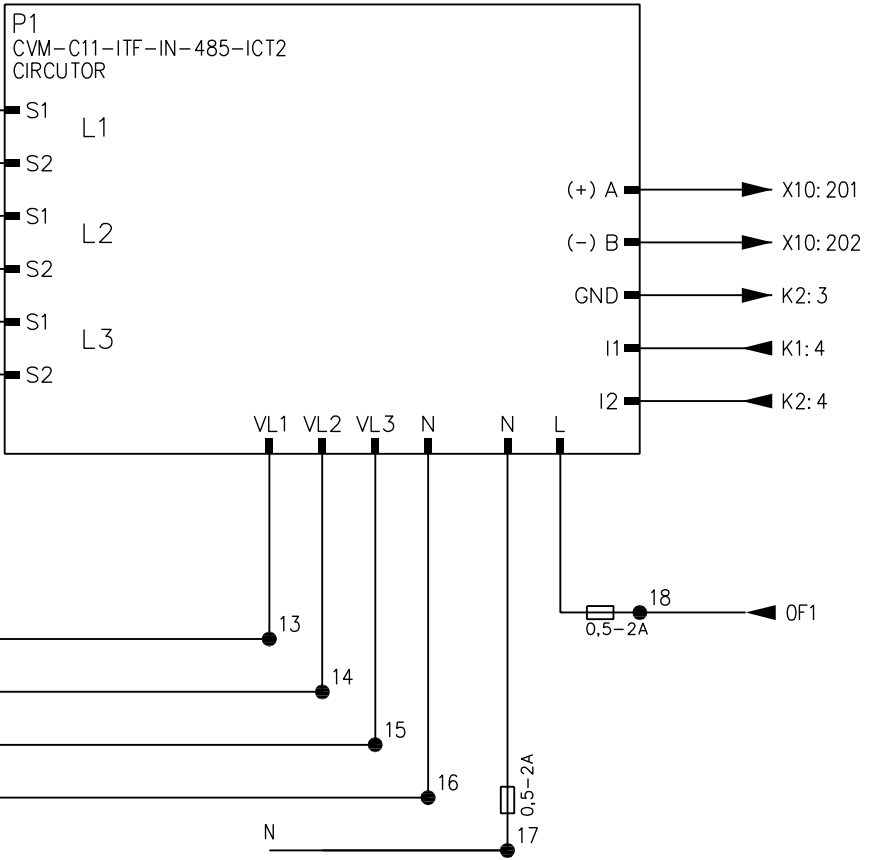 P1
CVM-C11-ITF-IN-485-ICT2
CIRCUTOR
S1
L1
S2
S1
L2
S2
S1
L3
S2
(+) A
X10:201
(-) B
X10:202
GND
K2:3
I1
K1:4
I2
K2:4
VL1 VL2 VL3 N N L
18
0F1
0,5-2A
13
14
15
0,5-2A
16
N
17